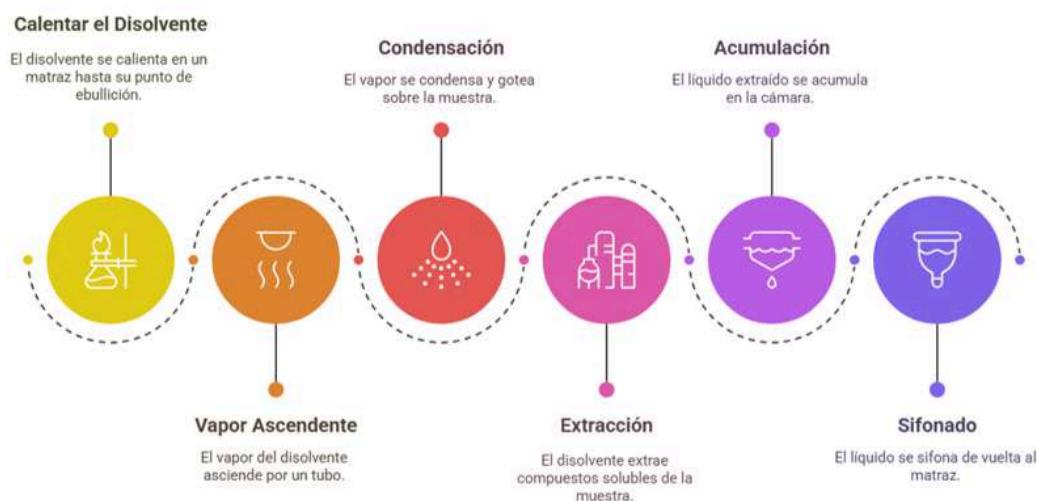 Calentar el Disolvente
El disolvente se calienta en un
matraz hasta su punto de
ebullición.
Vapor Ascendente
El vapor del disolvente
asciende por un tubo.
Condensación
El vapor se condensa y gotea
sobre la muestra.
Extracción
El disolvente extrae
compuestos solubles de la
muestra.
Acumulación
El líquido extraído se acumula
en la cámara.
Sifonado
El líquido se sifona de vuelta al
matraz.